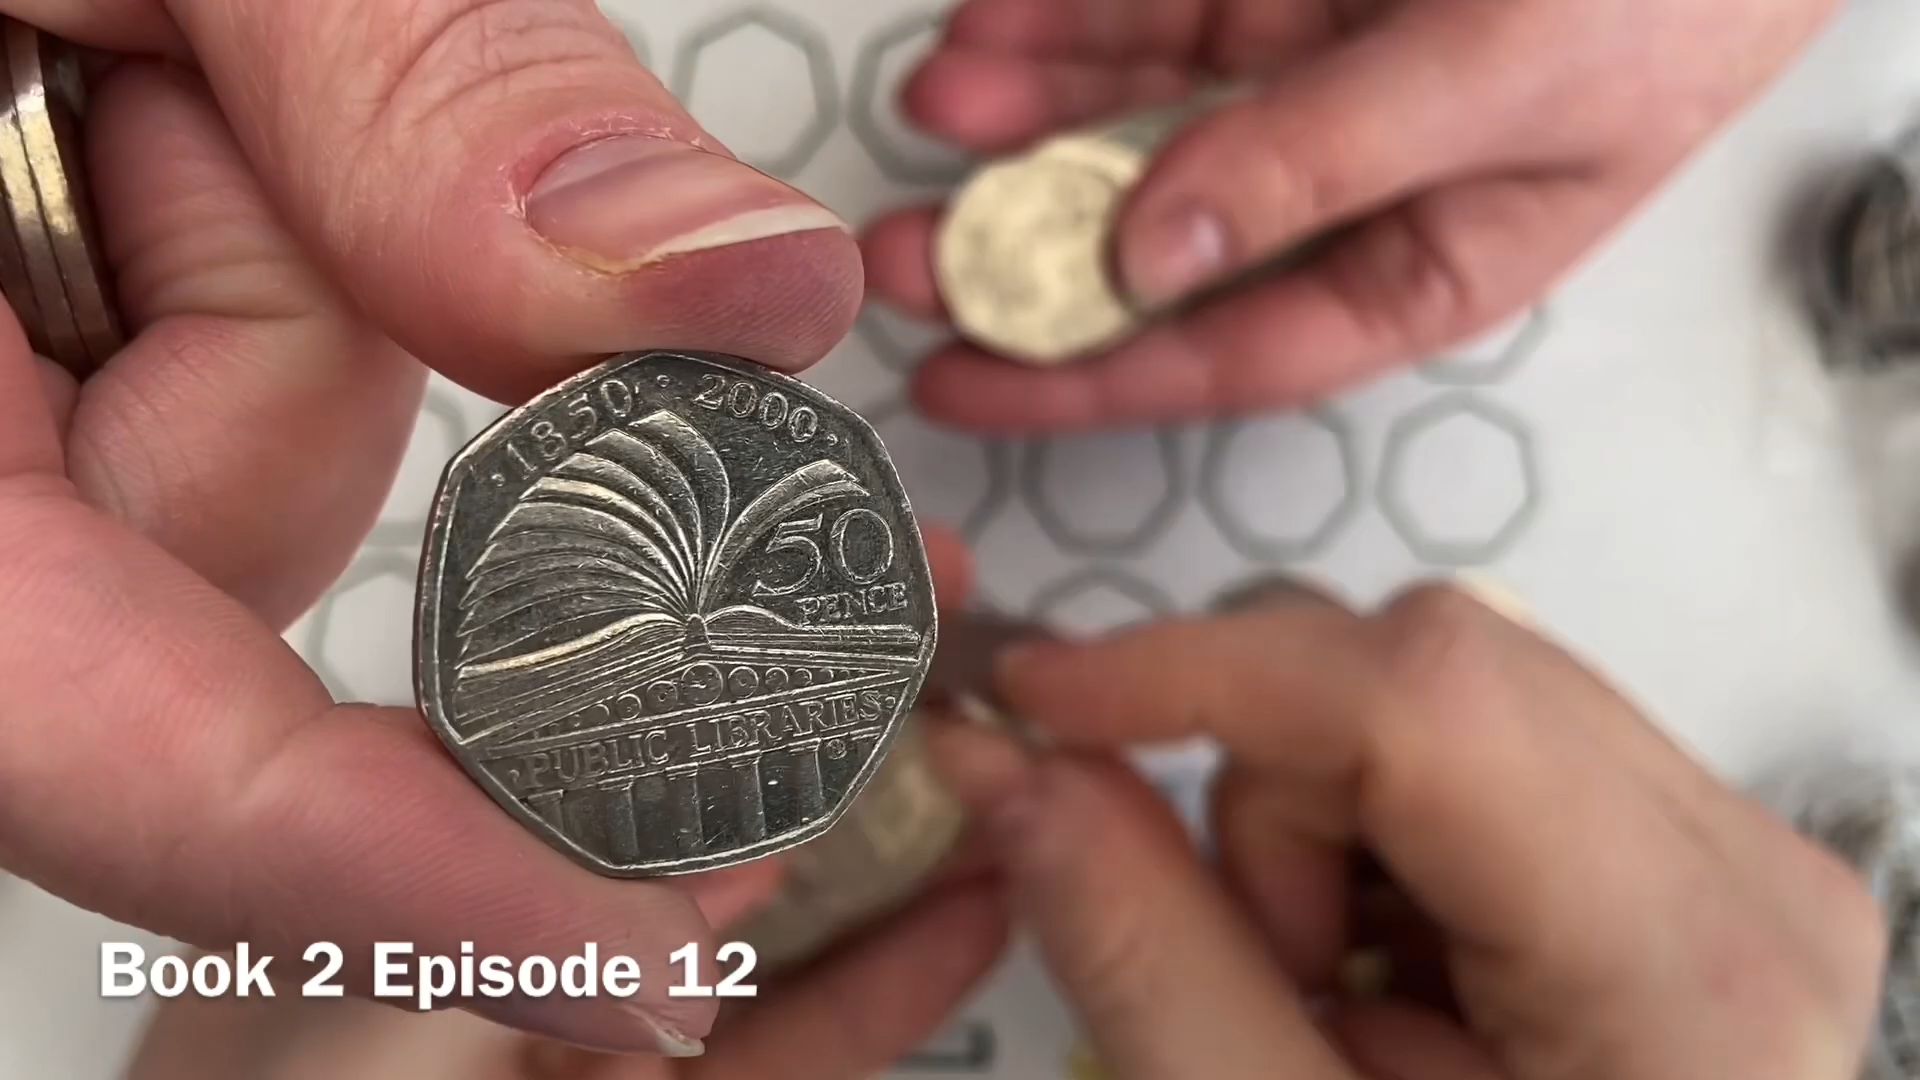 1850 · 2000
50
PENCE
PUBLIC LIBRARIES
Book 2 Episode 12